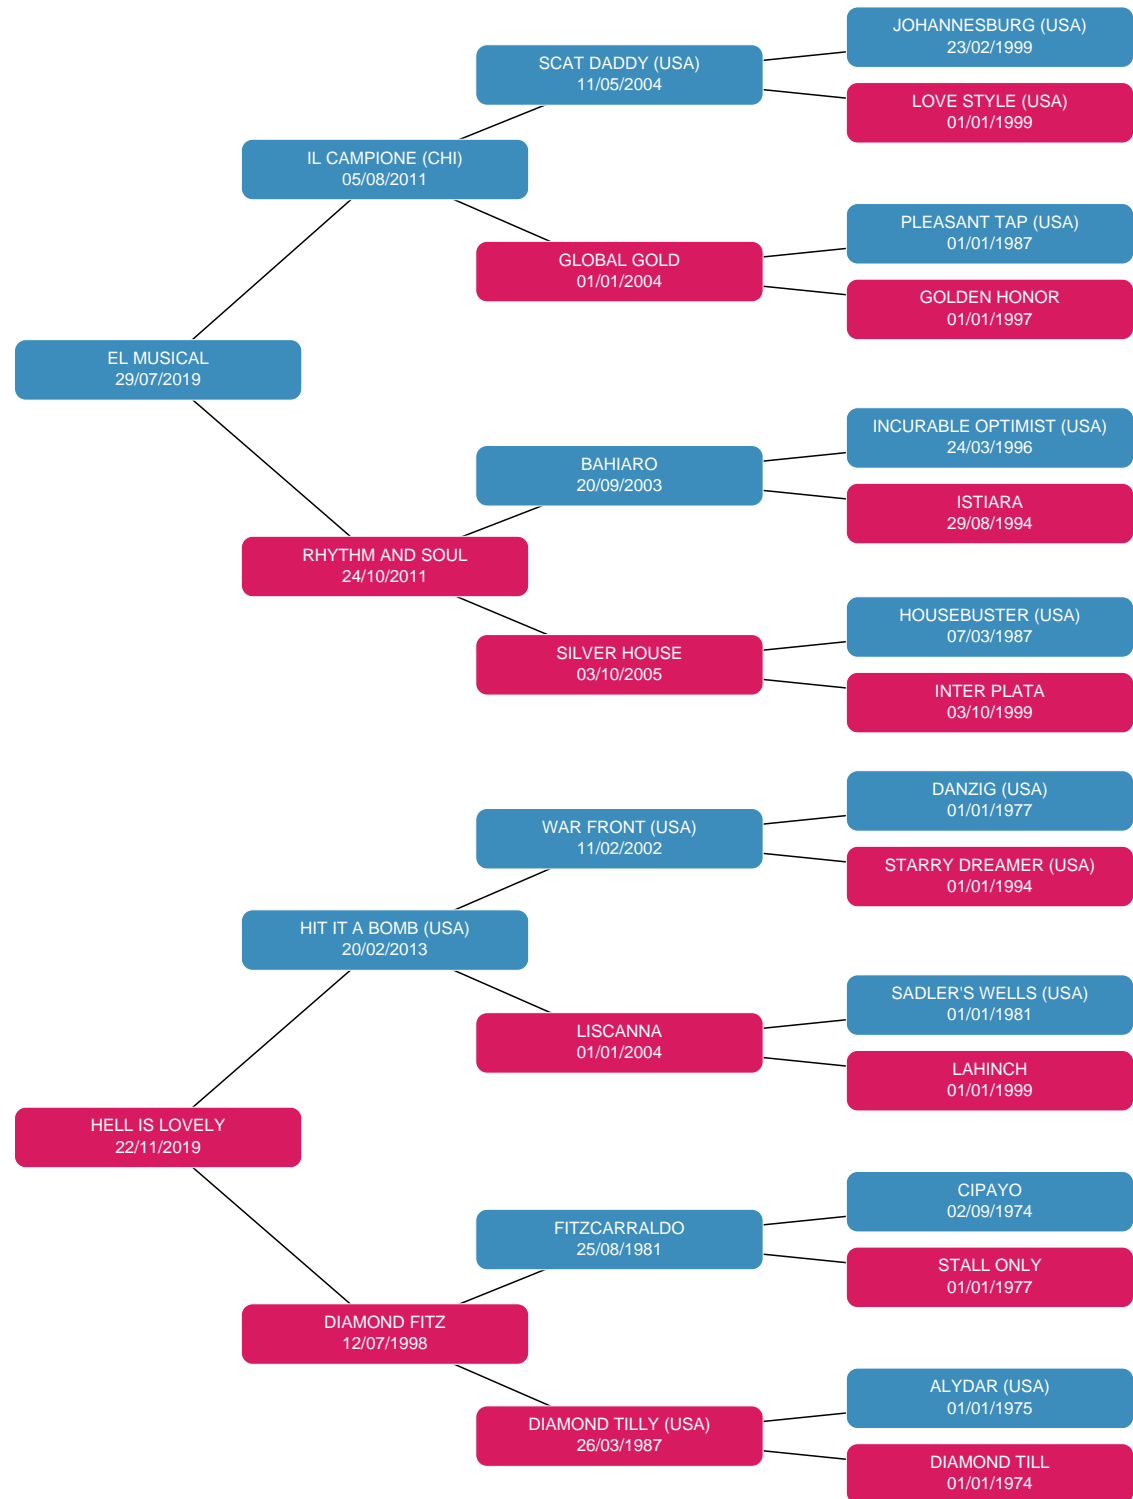 JOHANNESBURG (USA)
23/02/1999
SCAT DADDY (USA)
11/05/2004
LOVE STYLE (USA)
01/01/1999
IL CAMPIONE (CHI)
05/08/2011
PLEASANT TAP (USA)
01/01/1987
GLOBAL GOLD
01/01/2004
GOLDEN HONOR
01/01/1997
EL MUSICAL
29/07/2019
INCURABLE OPTIMIST (USA)
24/03/1996
BAHIARO
20/09/2003
ISTIARA
29/08/1994
RHYTHM AND SOUL
24/10/2011
HOUSEBUSTER (USA)
07/03/1987
SILVER HOUSE
03/10/2005
INTER PLATA
03/10/1999
DANZIG (USA)
01/01/1977
WAR FRONT (USA)
11/02/2002
STARRY DREAMER (USA)
01/01/1994
HIT IT A BOMB (USA)
20/02/2013
SADLER'S WELLS (USA)
01/01/1981
LISCANNA
01/01/2004
LAHINCH
01/01/1999
HELL IS LOVELY
22/11/2019
CIPAYO
02/09/1974
FITZCARRALDO
25/08/1981
STALL ONLY
01/01/1977
DIAMOND FITZ
12/07/1998
ALYDAR (USA)
01/01/1975
DIAMOND TILLY (USA)
26/03/1987
DIAMOND TILL
01/01/1974